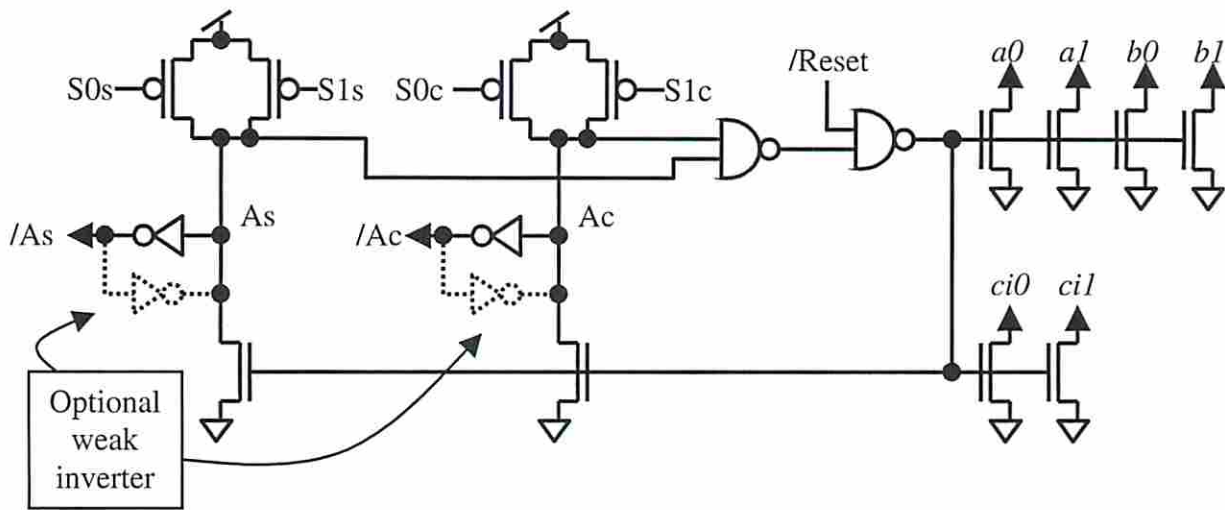 a0 a1 b0 b1
/Reset
S0s S1s S0c S1c
As Ac
/As /Ac
ci0 ci1
Optional
weak
inverter